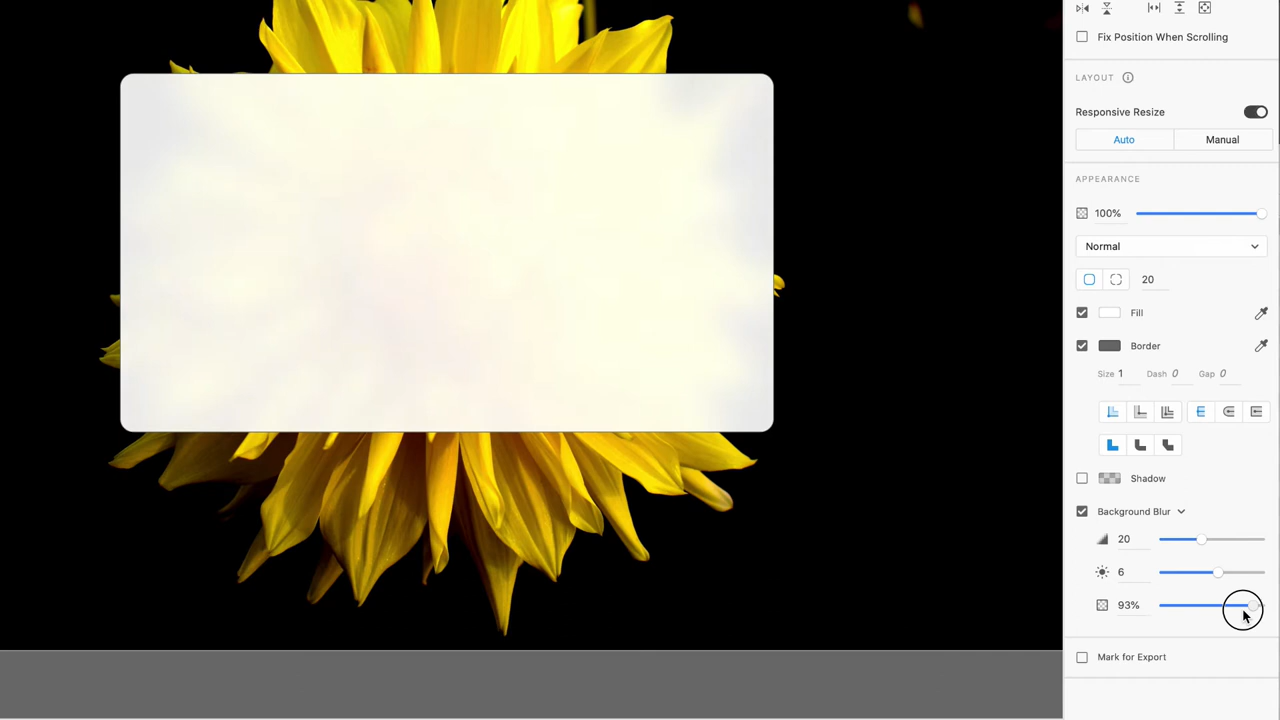 Fix Position When Scrolling
LAYOUT
Responsive Resize
Auto Manual
APPEARANCE
100%
Normal
20
Fill
Border
Size 1 Dash 0 Gap 0
Shadow
Background Blur
20
6
93%
Mark for Export